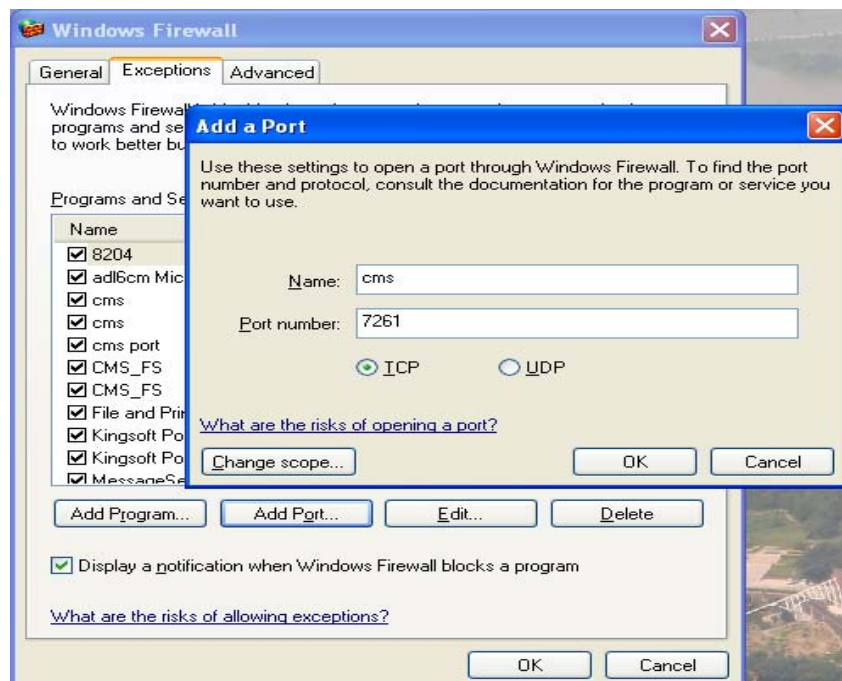 Windows Firewall
General Exceptions Advanced
Windows Firewal
programs and se
to work better bu
Add a Port
Use these settings to open a port through Windows Firewall. To find the port
number and protocol, consult the documentation for the program or service you
want to use.
Programs and Se
Name
8204
adl6cm Mic
cms
cms
cms port
CMS_FS
CMS_FS
File and Prin
Kingsoft Po
Kingsoft Po
MessageSe
Name: cms
Port number: 7261
TCP UDP
What are the risks of opening a port?
Change scope... OK Cancel
Add Program... Add Port... Edit... Delete
Display a notification when Windows Firewall blocks a program
What are the risks of allowing exceptions?
OK Cancel